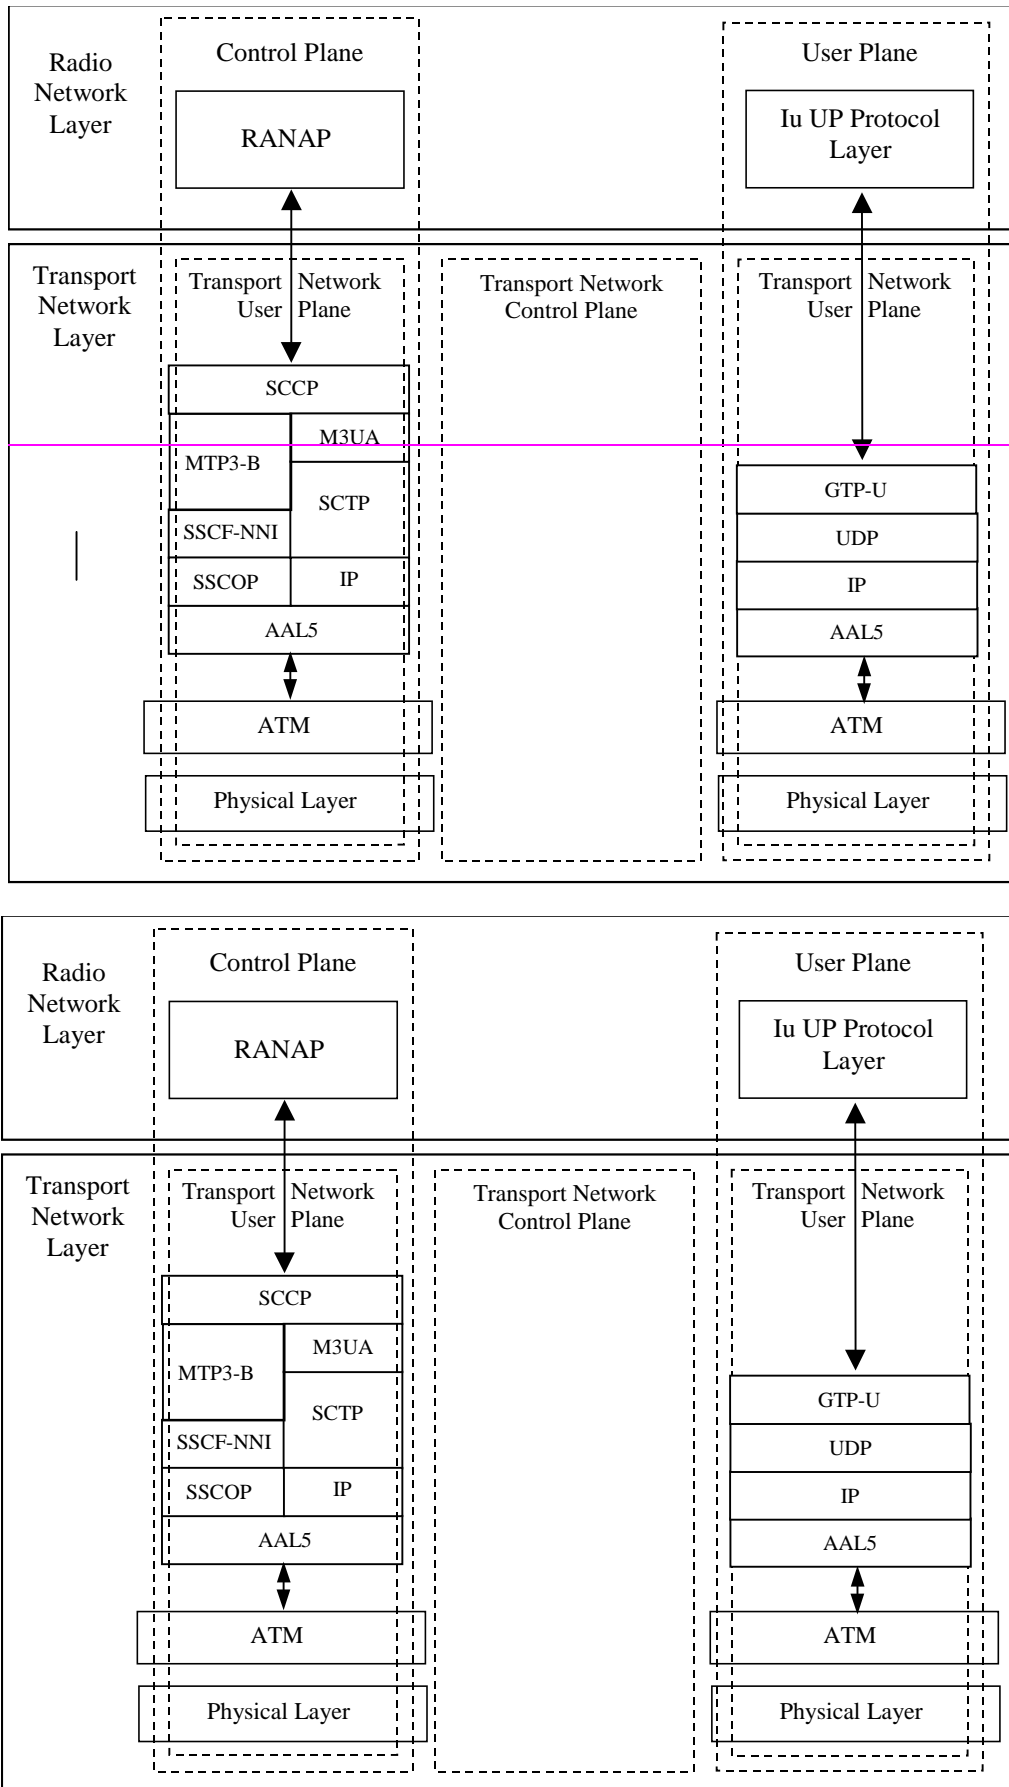 Control Plane
User Plane
Radio
Network
Layer
RANAP
Iu UP Protocol
Layer
Transport
Network
Layer
Transport Network
User Plane
Transport Network
Control Plane
Transport Network
User Plane
SCCP
M3UA
MTP3-B
SCTP
SSCF-NNI
SSCOP
IP
AAL5
GTP-U
UDP
IP
AAL5
ATM
ATM
Physical Layer
Physical Layer
Control Plane
User Plane
Radio
Network
Layer
RANAP
Iu UP Protocol
Layer
Transport
Network
Layer
Transport Network
User Plane
Transport Network
Control Plane
Transport Network
User Plane
SCCP
M3UA
MTP3-B
SCTP
SSCF-NNI
SSCOP
IP
AAL5
GTP-U
UDP
IP
AAL5
ATM
ATM
Physical Layer
Physical Layer